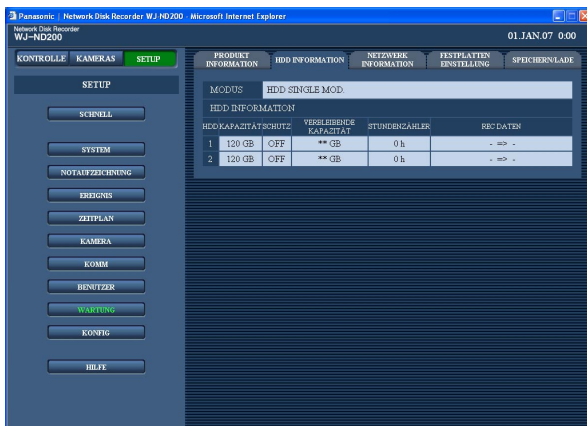 Panasonic | Network Disk Recorder WJ-ND200 - Microsoft Internet Explorer
Network Disk Recorder
WJ-ND200
01.JAN.07 0:00
KONTROLLE KAMERAS SETUP
PRODUKT INFORMATION
HDD INFORMATION
NETZWERK INFORMATION
FESTPLATTEN EINSTELLUNG
SPEICHERN/LADE
SETUP
SCHNELL
SYSTEM
NOTAUFZEICHNUNG
EREIGNIS
ZEITPLAN
KAMERA
KOMM
BENUTZER
WARTUNG
KONFIG
HILFE
MODUS HDD SINGLE MOD.
HDD INFORMATION
HDD KAPAZITÄT SCHUTZ VERBLEIBENDE KAPAZITÄT STUNDENZÄHLER REC DATEN
1 120 GB OFF ** GB 0 h - => -
2 120 GB OFF ** GB 0 h - => -